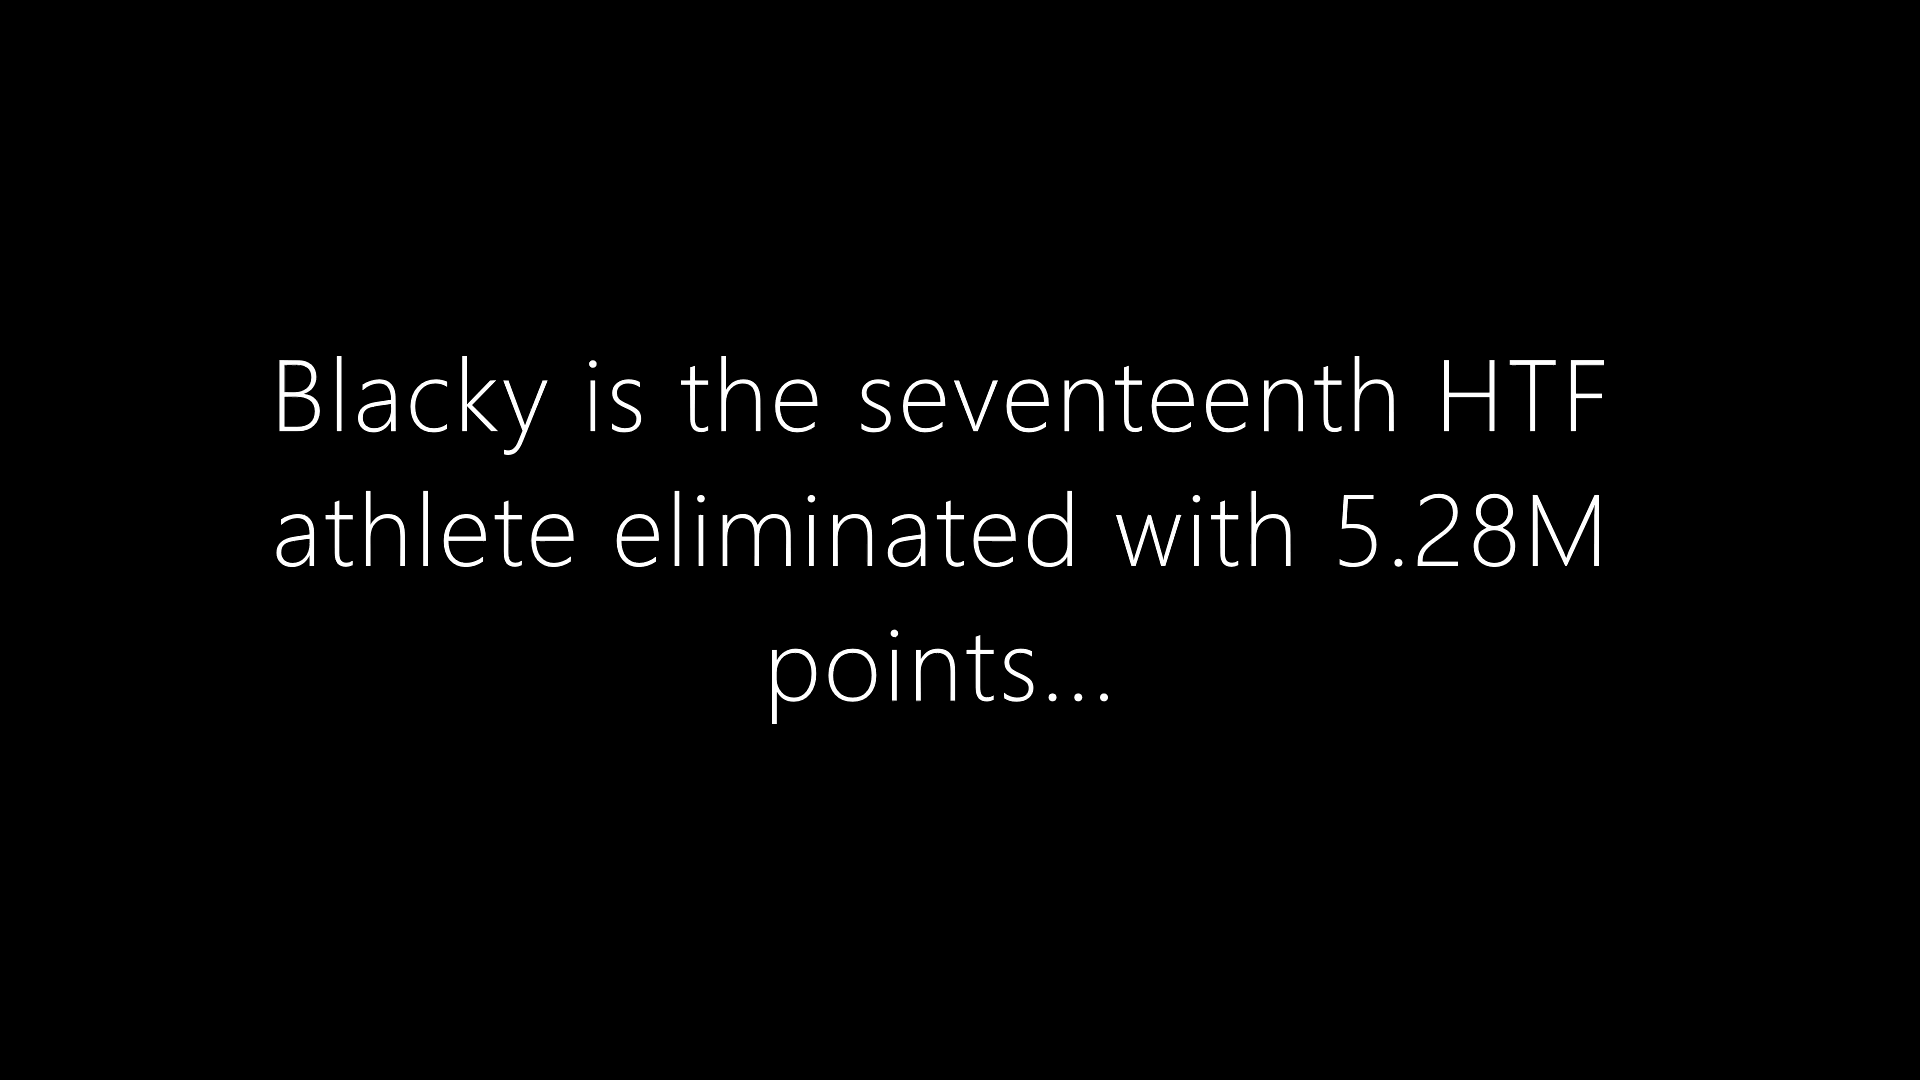 Blacky is the seventeenth HTF
athlete eliminated with 5.28M
points...